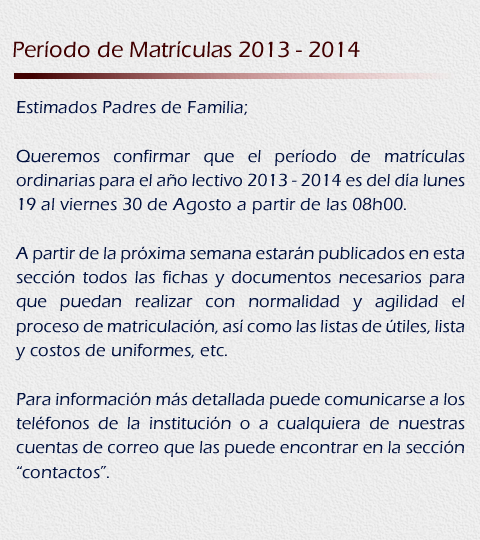 Período de Matrículas 2013 - 2014
Estimados Padres de Familia;
Queremos confirmar que el período de matrículas
ordinarias para el año lectivo 2013 - 2014 es del día lunes
19 al viernes 30 de Agosto a partir de las 08h00.
A partir de la próxima semana estarán publicados en esta
sección todos las fichas y documentos necesarios para
que puedan realizar con normalidad y agilidad el
proceso de matriculación, así como las listas de útiles, lista
y costos de uniformes, etc.
Para información más detallada puede comunicarse a los
teléfonos de la institución o a cualquiera de nuestras
cuentas de correo que las puede encontrar en la sección
“contactos”.